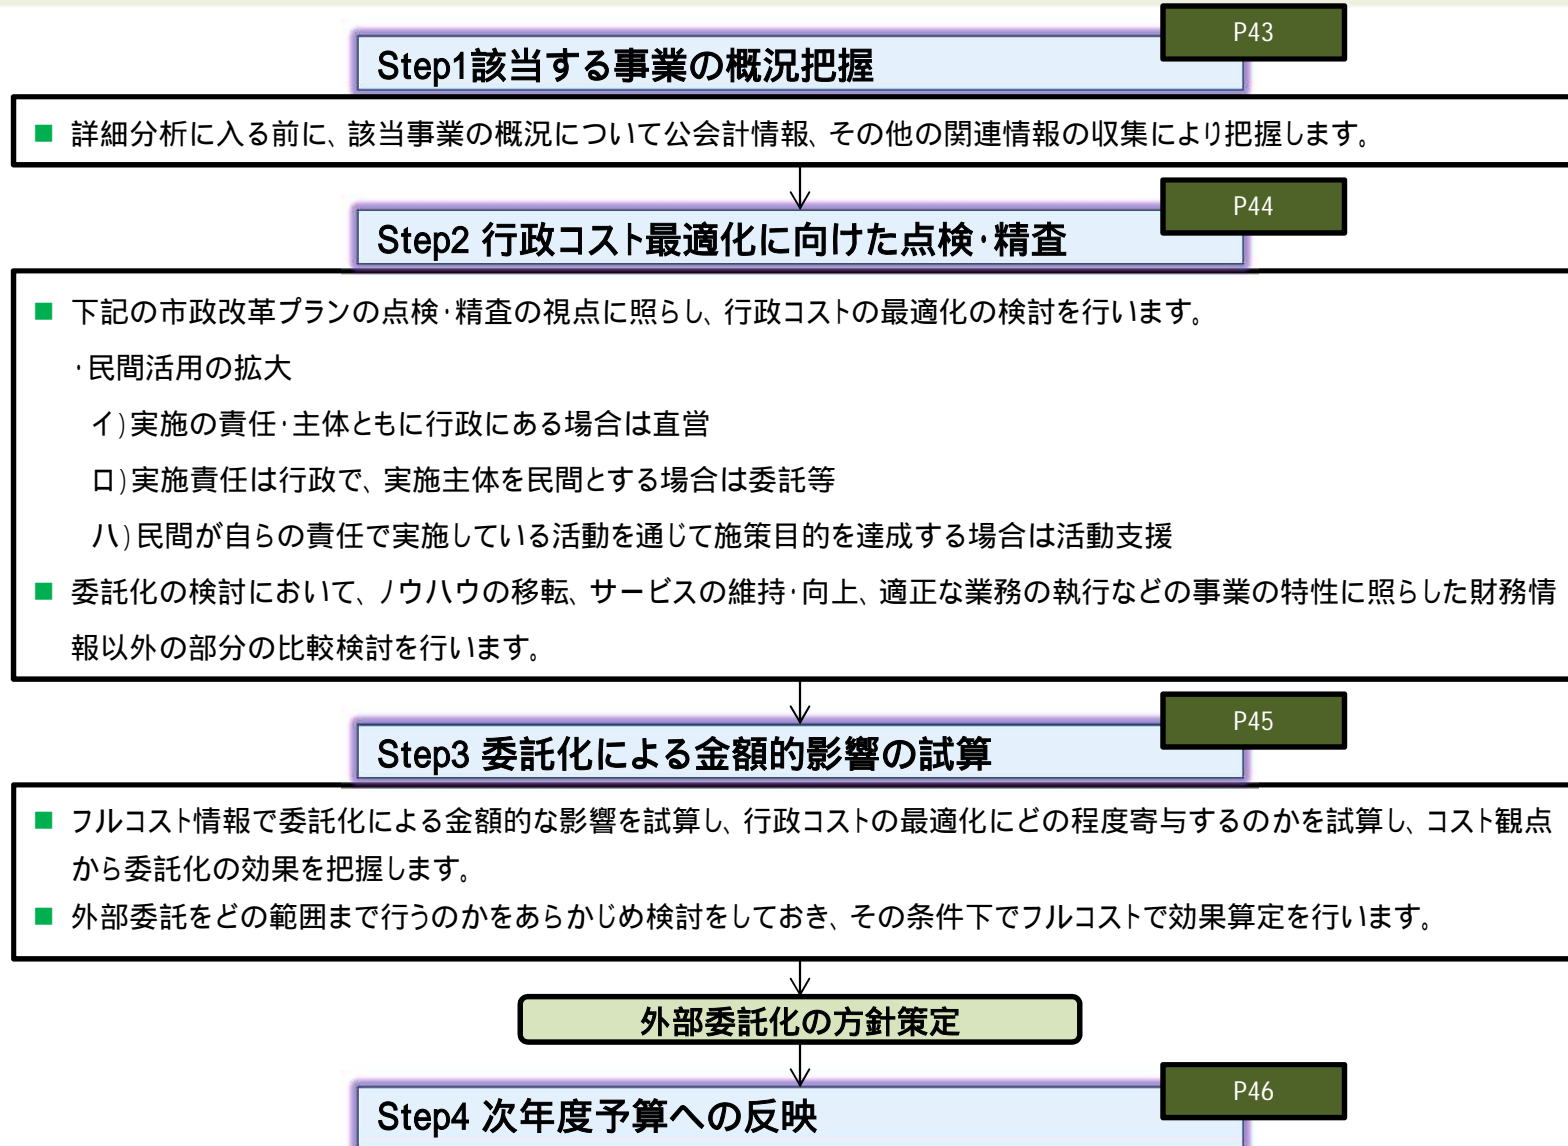 P43
Step1該当する事業の概況把握
■ 詳細分析に入る前に、該当事業の概況について公会計情報、その他の関連情報の収集により把握します。
P44
Step2 行政コスト最適化に向けた点検・精査
■ 下記の市政改革プランの点検・精査の視点に照らし、行政コストの最適化の検討を行います。
・民間活用の拡大
イ)実施の責任・主体ともに行政にある場合は直営
ロ)実施責任は行政で、実施主体を民間とする場合は委託等
ハ)民間が自らの責任で実施している活動を通じて施策目的を達成する場合は活動支援
■ 委託化の検討において、ノウハウの移転、サービスの維持・向上、適正な業務の執行などの事業の特性に照らした財務情
報以外の部分の比較検討を行います。
P45
Step3 委託化による金額的影響の試算
■ フルコスト情報で委託化による金額的な影響を試算し、行政コストの最適化にどの程度寄与するのかを試算し、コスト観点
から委託化の効果を把握します。
■ 外部委託をどの範囲まで行うのかをあらかじめ検討をしておき、その条件下でフルコストで効果算定を行います。
外部委託化の方針策定
P46
Step4 次年度予算への反映